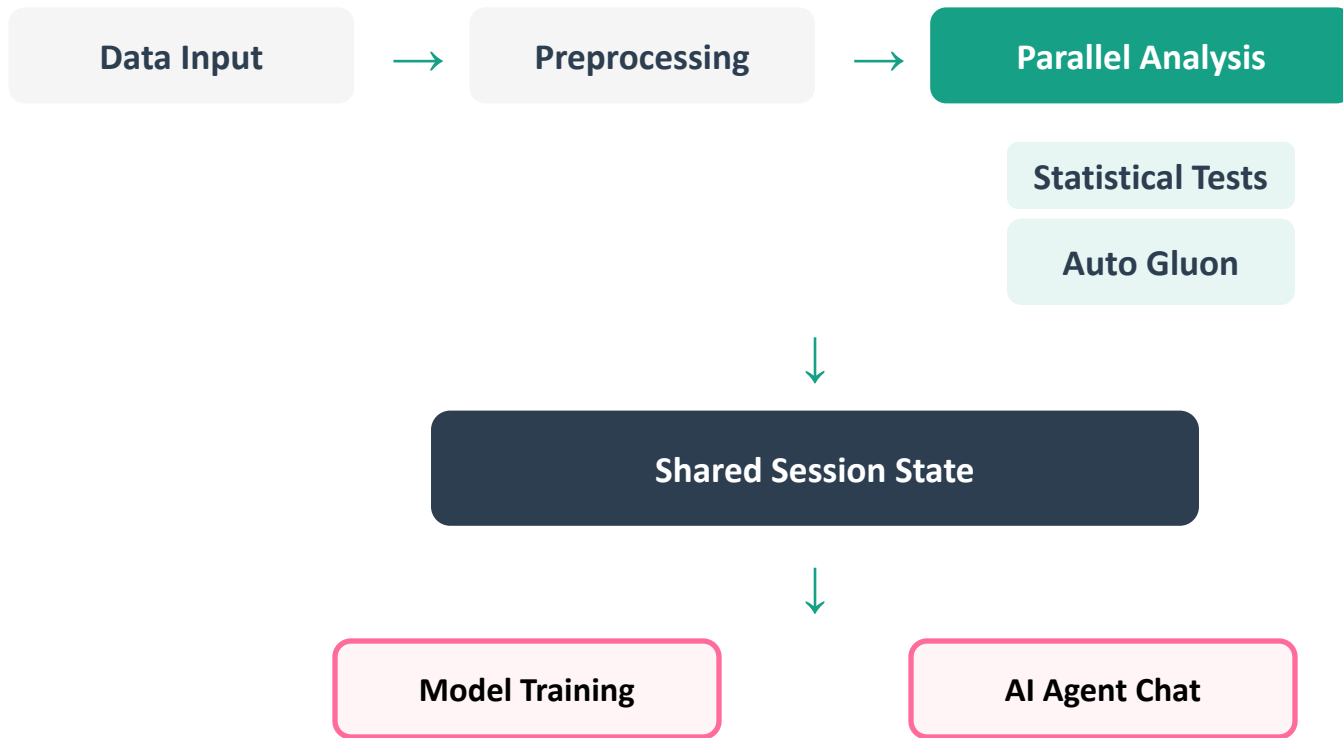 Data Input
→
Preprocessing
→
Parallel Analysis
Statistical Tests
Auto Gluon
↓
Shared Session State
↓
Model Training
AI Agent Chat